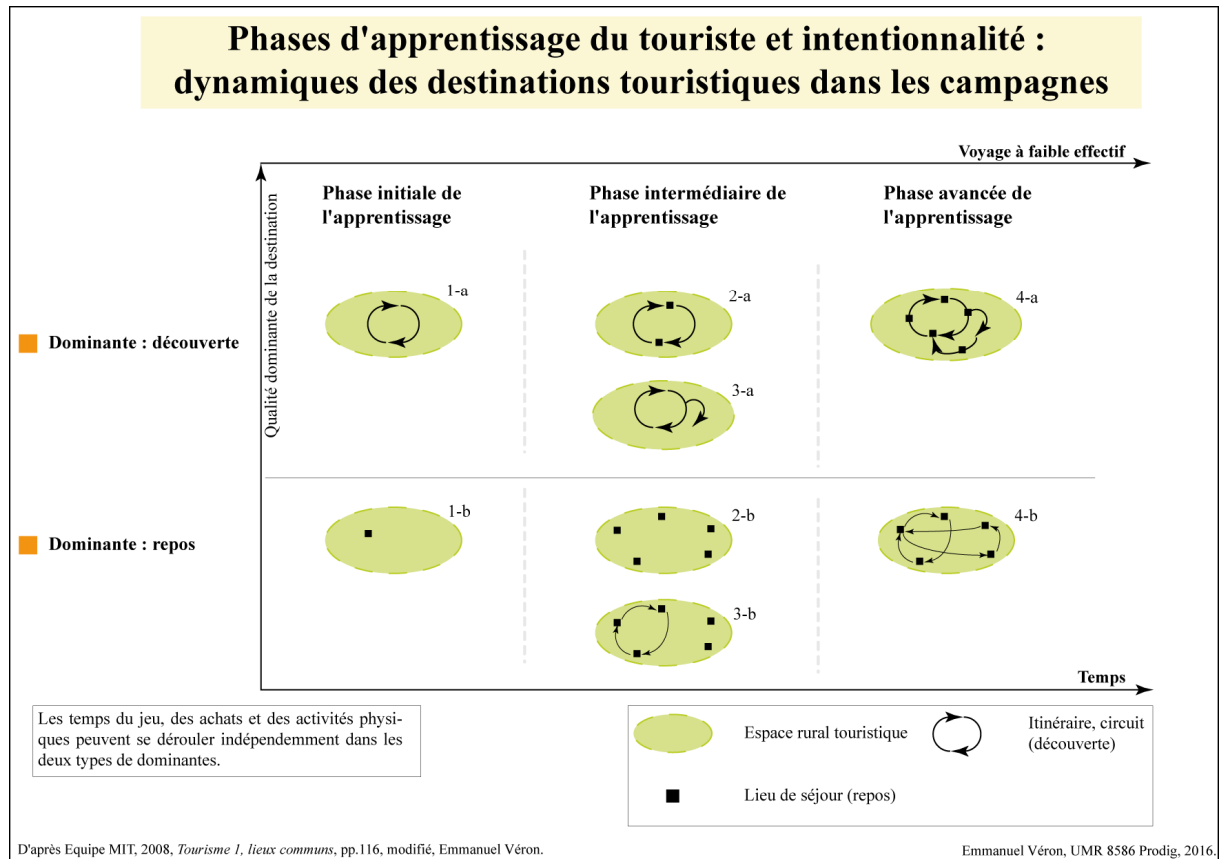 Phases d'apprentissage du touriste et intentionnalité :
dynamiques des destinations touristiques dans les campagnes
Voyage à faible effectif
Qualité dominante de la destination
Phase initiale de
l'apprentissage
Phase intermédiaire de
l'apprentissage
Phase avancée de
l'apprentissage
Dominante : découverte
1-a
2-a
4-a
3-a
Dominante : repos
1-b
2-b
4-b
3-b
Temps
Les temps du jeu, des achats et des activités physi-
ques peuvent se dérouler indépendemment dans les
deux types de dominantes.
Espace rural touristique
Itinéraire, circuit
(découverte)
Lieu de séjour (repos)
D'après Equipe MIT, 2008, Tourisme 1, lieux communs, pp.116, modifié, Emmanuel Véron.
Emmanuel Véron, UMR 8586 Prodig, 2016.